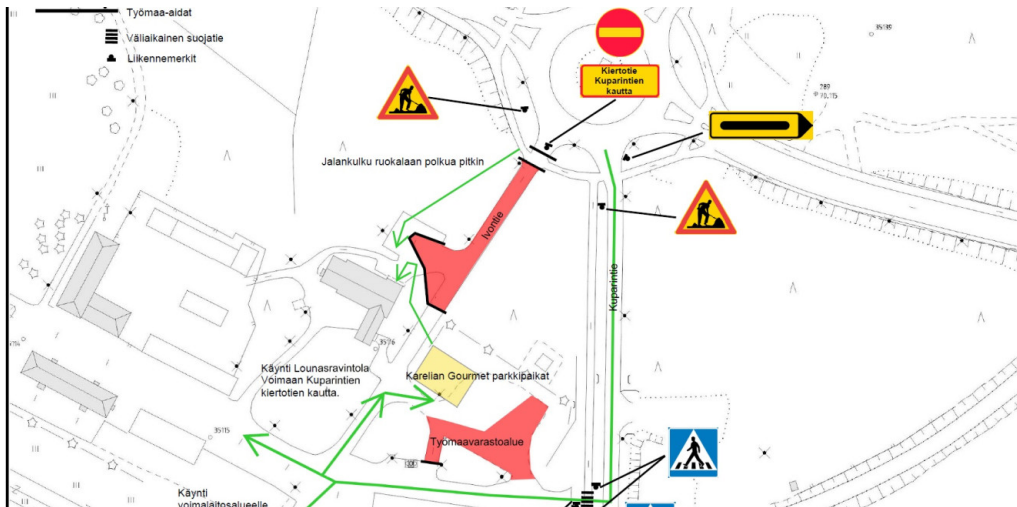 Työmaa-aidat
Väliaikainen suojatie
Liikennemerkit
Kiertotie
Kuparintien
kautta
Jalankulku ruokalaan polkua pitkin
Ivontie
Kuparintie
Käynti Lounasravintola
Voimaan Kuparintien
kiertotien kautta.
Karelian Gourmet parkkipaikat
Työmaavarastoalue
35115
Käynti
voimalaitosalueelle